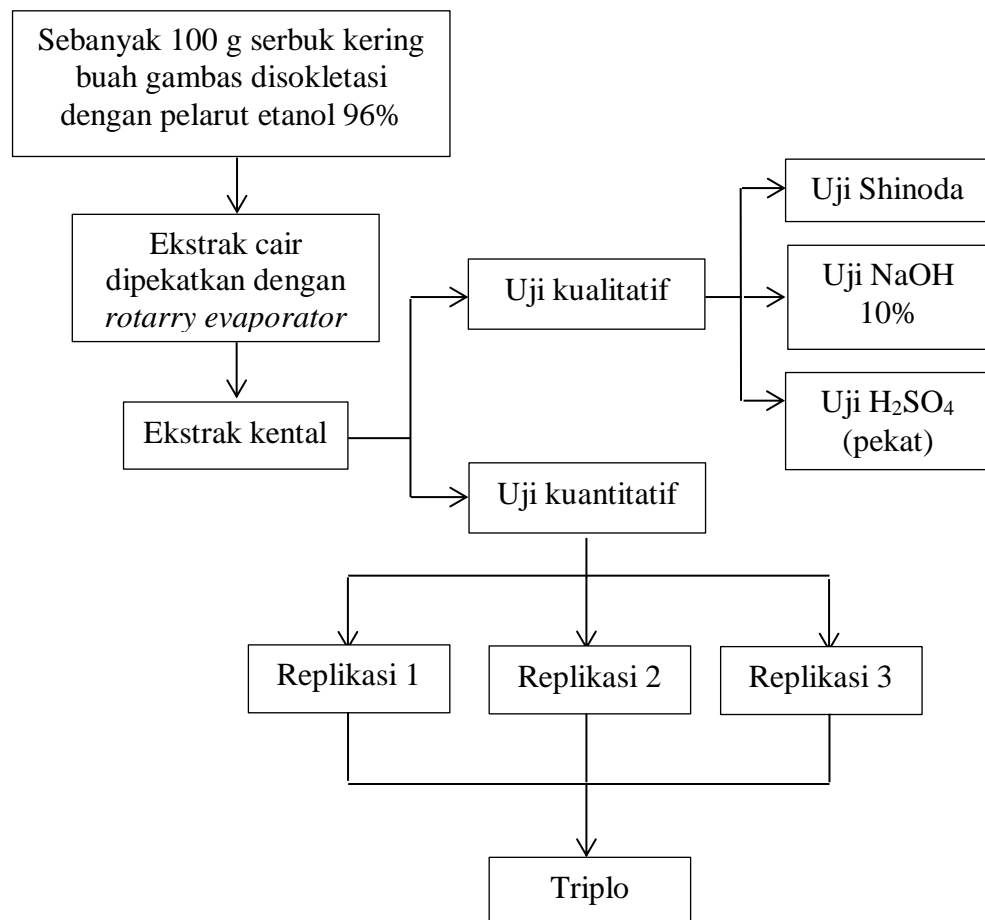 Sebanyak 100 g serbuk kering
buah gambas disokletasi
dengan pelarut etanol 96%
Ekstrak cair
dipekatkan dengan
rotarry evaporator
Ekstrak kental
Uji kualitatif
Uji Shinoda
Uji NaOH
10%
Uji H₂SO₄
(pekat)
Uji kuantitatif
Replikasi 1
Replikasi 2
Replikasi 3
Triplo